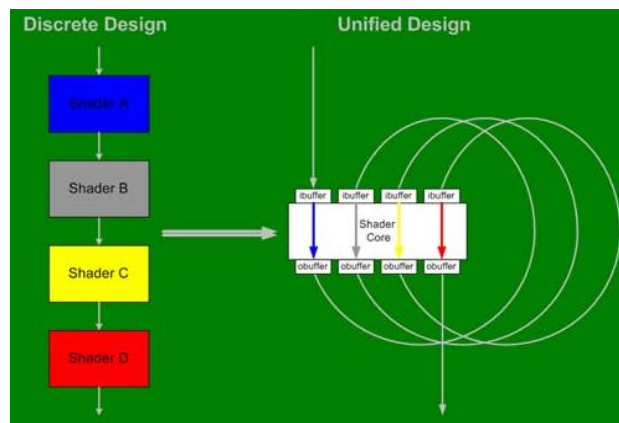 Discrete Design
Unified Design
Shader A
Shader B
Shader C
Shader D
ibuffer ibuffer ibuffer ibuffer
Shader
Core
obuffer obuffer obuffer obuffer